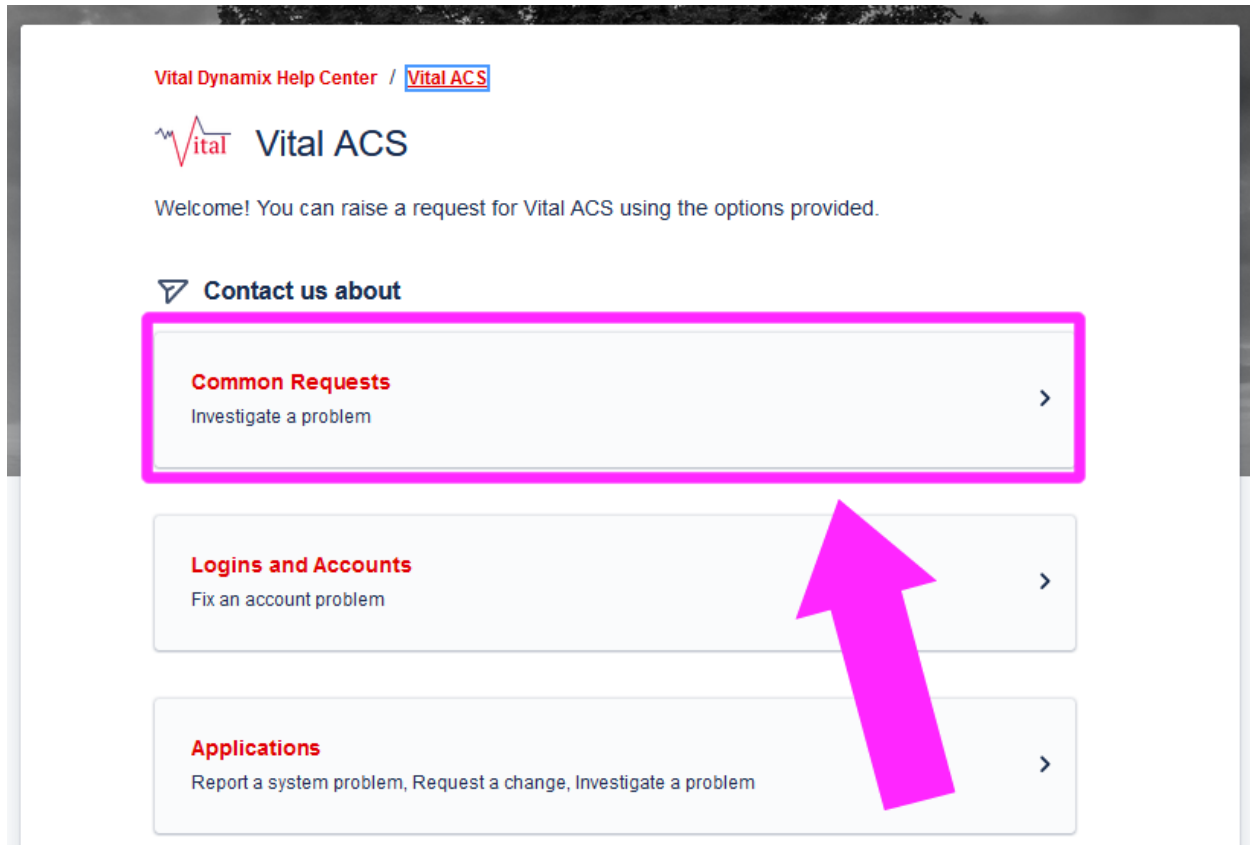 Vital Dynamix Help Center / Vital ACS
Vital Vital ACS
Welcome! You can raise a request for Vital ACS using the options provided.
Contact us about
Common Requests
Investigate a problem
Logins and Accounts
Fix an account problem
Applications
Report a system problem, Request a change, Investigate a problem